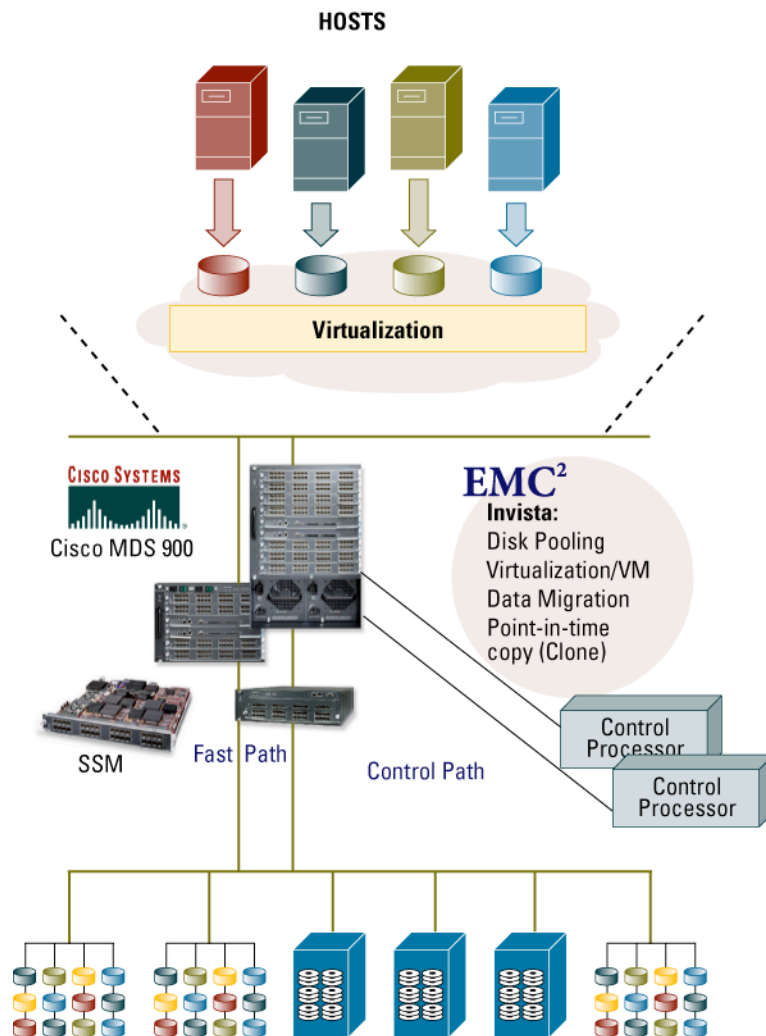 HOSTS
Virtualization
CISCO SYSTEMS
Cisco MDS 900
EMC²
Invista:
Disk Pooling
Virtualization/VM
Data Migration
Point-in-time
copy (Clone)
SSM
Fast Path
Control Path
Control
Processor
Control
Processor